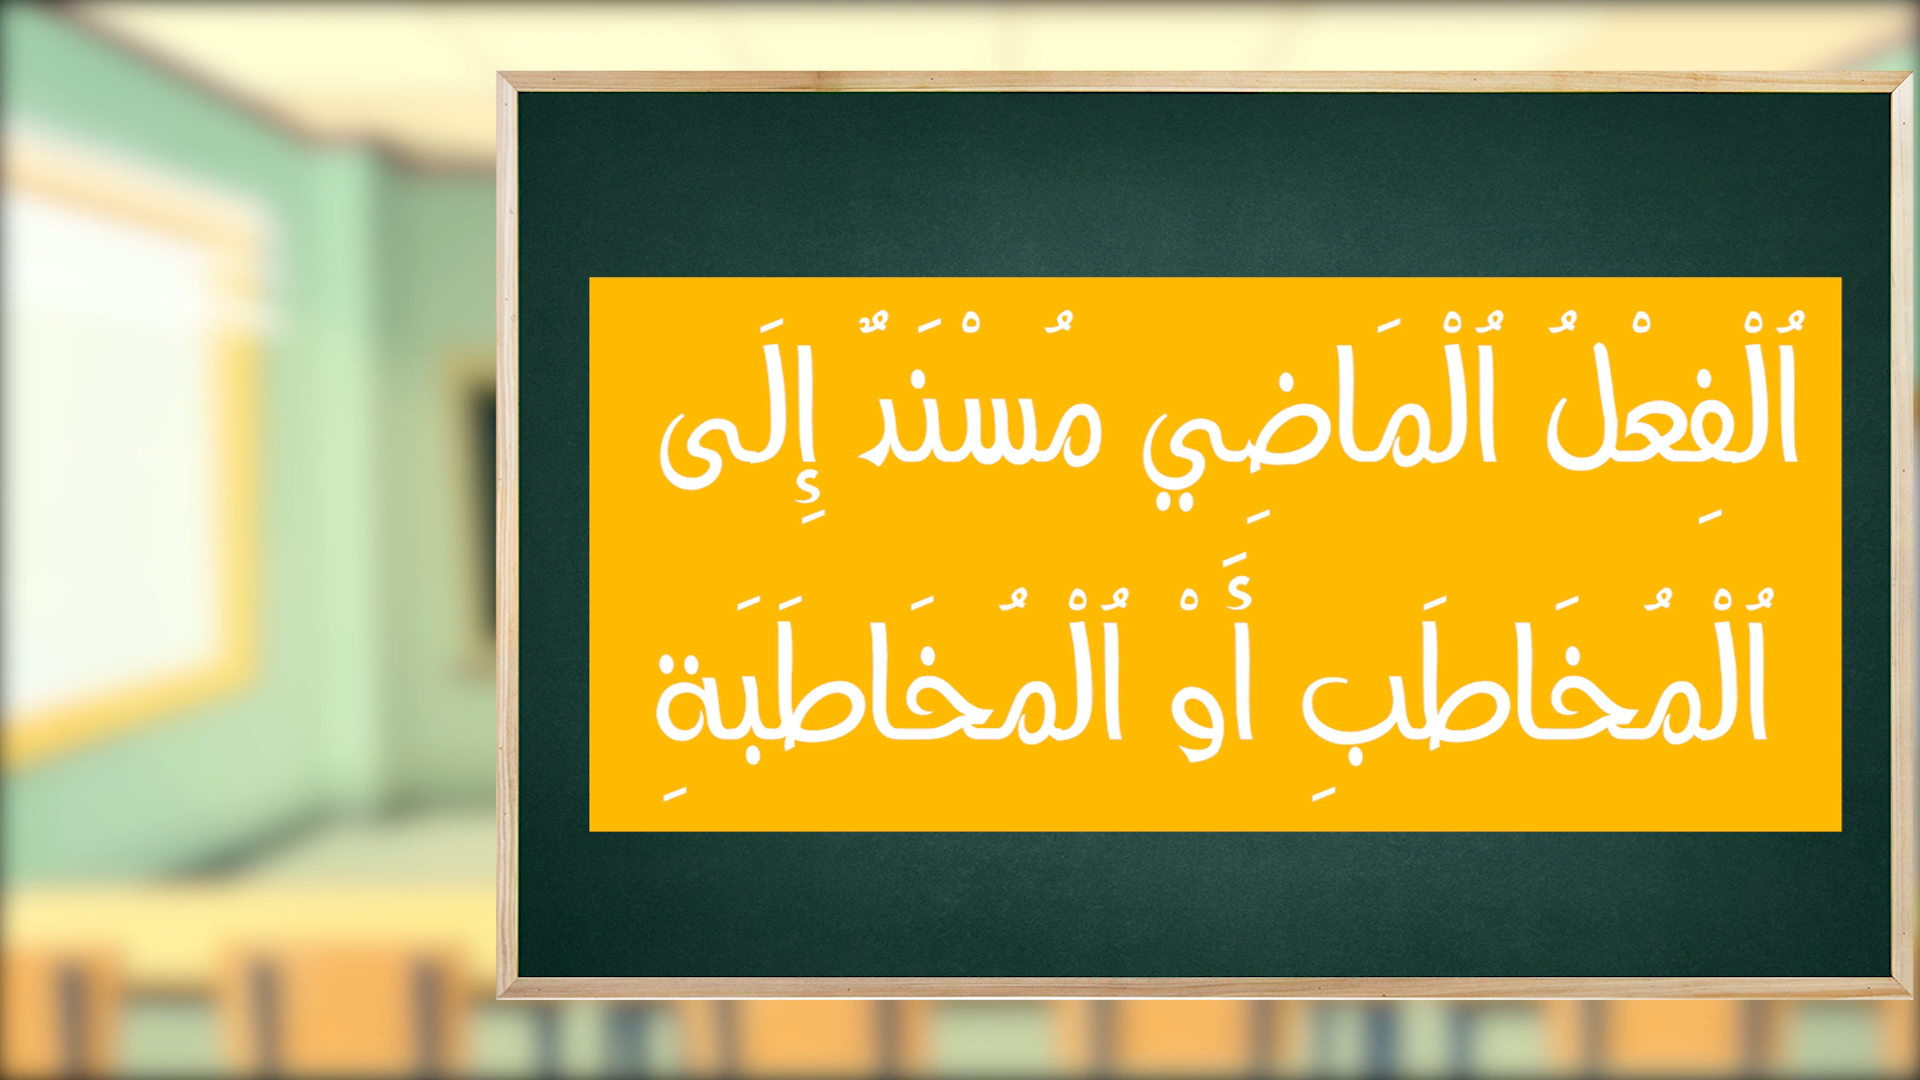 ٱُلْفِعْلُ ٱُلْمَاضِي مُسْنَدٌ إِلَى
ٱُلْمُخَاطَبِ أَوْ ٱُلْمُخَاطَبَةِ